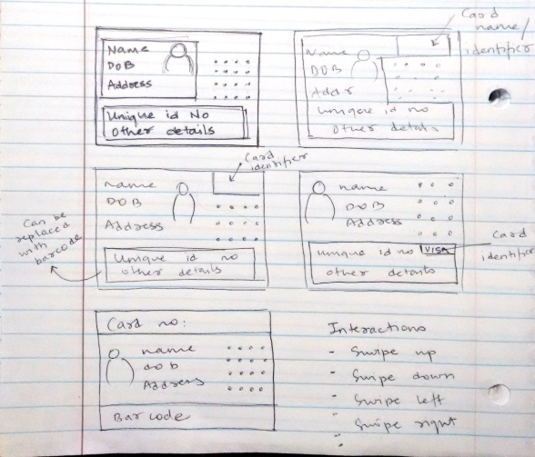 Name
DOB
Address
Unique id No
Other details
Card
name/
identifier
Name
DOB
Addr
Unique id no
Other details
Card
identifier
name
DOB
Address
Unique id no
other details
Can be
replaced
with
barcode
name
DOB
Address
Unique id no VISA
other details
Card
identifier
Card no:
name
dob
Address
Barcode
Interactions
- Swipe up
- Swipe down
- Swipe left
- Swipe right
-